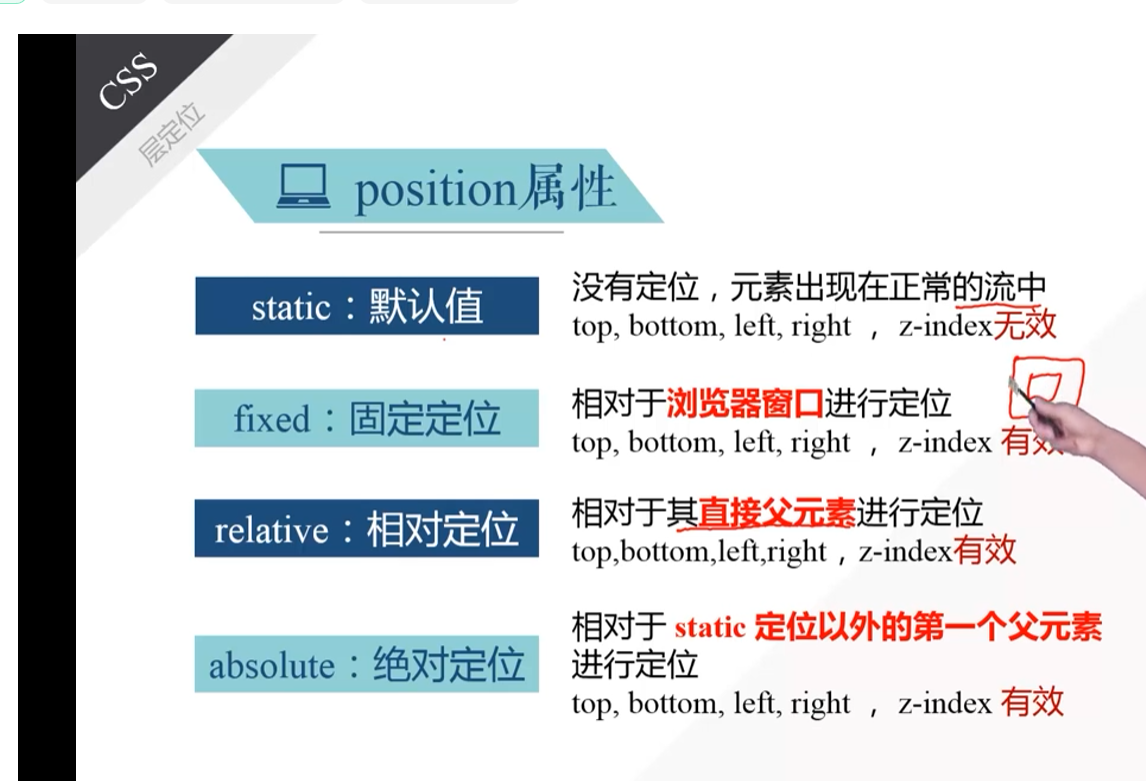 CSS
层定位
position属性
static：默认值
没有定位，元素出现在正常的流中
top, bottom, left, right ， z-index无效
fixed：固定定位
相对于浏览器窗口进行定位
top, bottom, left, right ， z-index 有效
relative：相对定位
相对于其直接父元素进行定位
top,bottom,left,right，z-index有效
absolute：绝对定位
相对于 static 定位以外的第一个父元素
进行定位
top, bottom, left, right ， z-index 有效